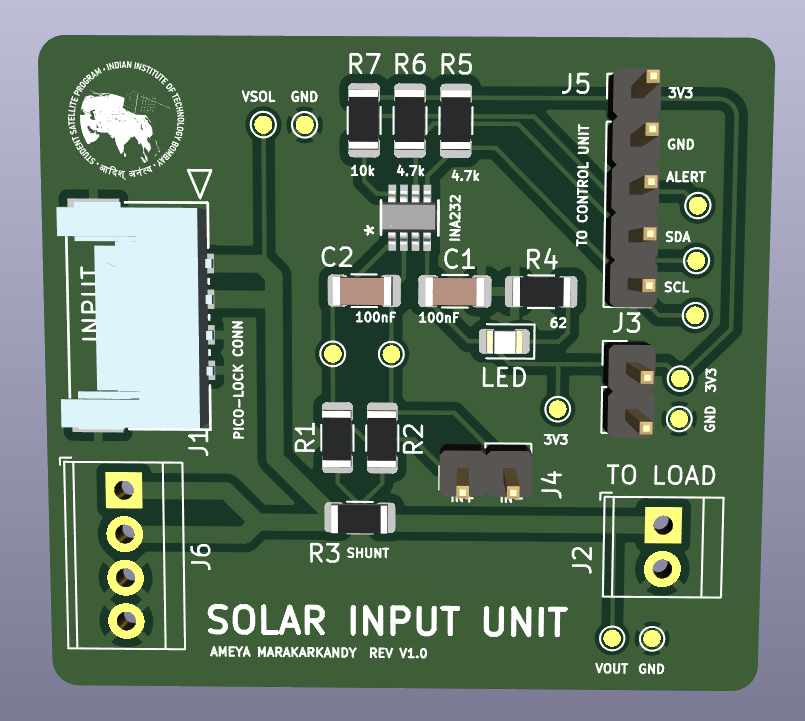 STUDENT SATELLITE PROGRAM • INDIAN INSTITUTE OF TECHNOLOGY BOMBAY
• आदित् अनंत्य •
VSOL GND
R7 R6 R5
10k 4.7k 4.7k
J5
3V3
GND
ALERT
SDA
SCL
TO CONTROL UNIT
* INA232
C2 C1 R4
100nF 100nF 62
LED
INPUT
J1
PICO-LOCK CONN
J3
3V3
GND
3V3
R1 R2
J4
R3 SHUNT
J6
TO LOAD
J2
SOLAR INPUT UNIT
AMEYA MARAKARKANDY REV V1.0
VOUT GND